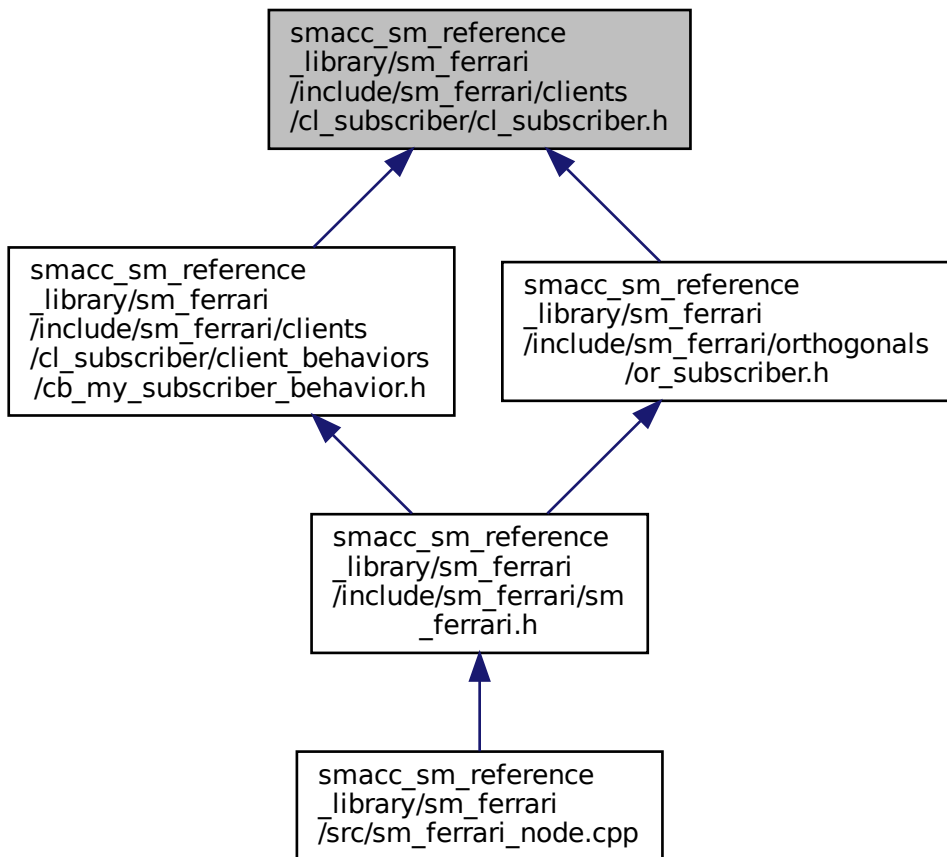 smacc_sm_reference
_library/sm_ferrari
/include/sm_ferrari/clients
/cl_subscriber/cl_subscriber.h
smacc_sm_reference
_library/sm_ferrari
/include/sm_ferrari/clients
/cl_subscriber/client_behaviors
/cb_my_subscriber_behavior.h
smacc_sm_reference
_library/sm_ferrari
/include/sm_ferrari/orthogonals
/or_subscriber.h
smacc_sm_reference
_library/sm_ferrari
/include/sm_ferrari/sm
_ferrari.h
smacc_sm_reference
_library/sm_ferrari
/src/sm_ferrari_node.cpp